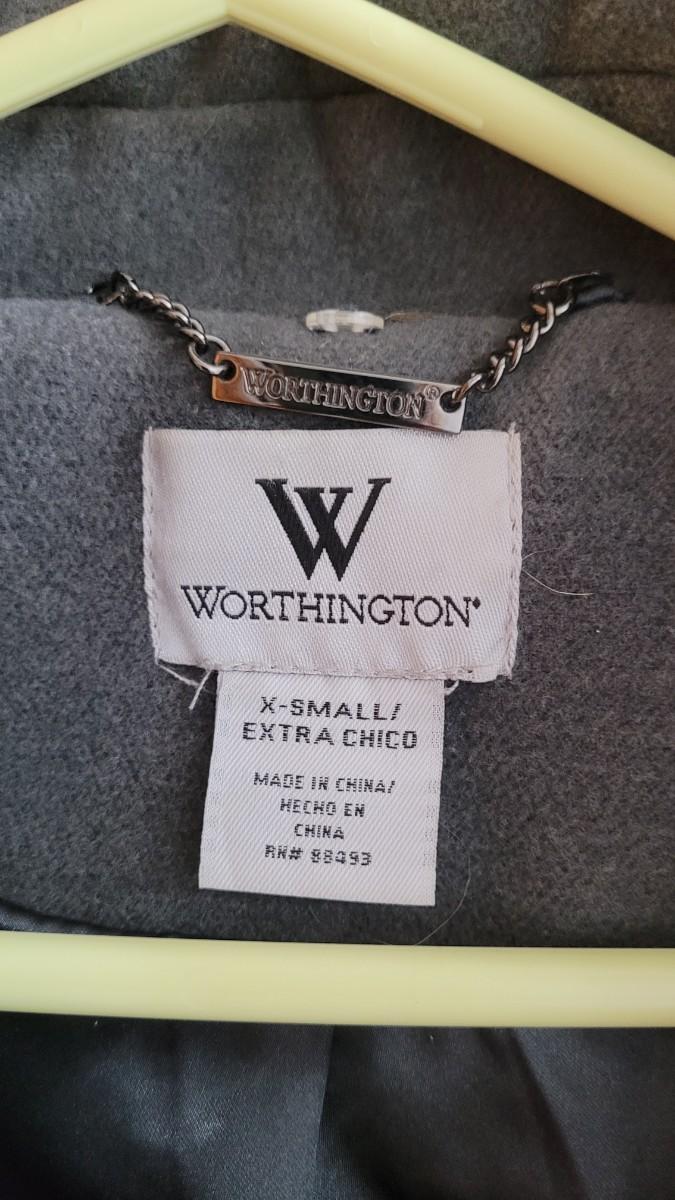 WORTHINGTON®
W
WORTHINGTON®
X-SMALL/
EXTRA CHICO
MADE IN CHINA/
HECHO EN
CHINA
RN# 88493